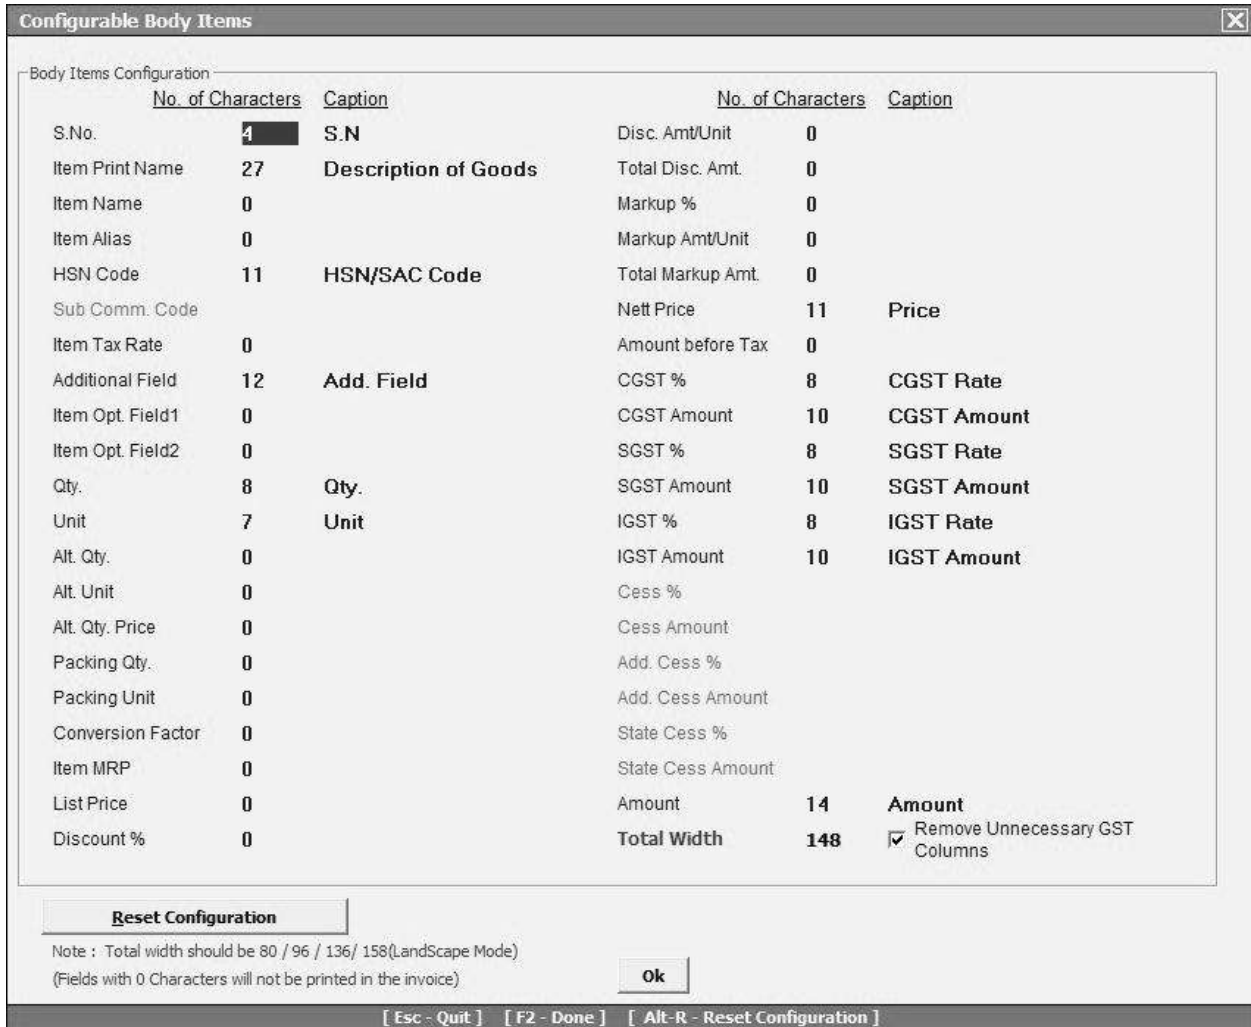 Configurable Body Items
Body Items Configuration
No. of Characters Caption No. of Characters Caption
S.No. 4 S.N Disc. Amt/Unit 0
Item Print Name 27 Description of Goods Total Disc. Amt. 0
Item Name 0 Markup % 0
Item Alias 0 Markup Amt/Unit 0
HSN Code 11 HSN/SAC Code Total Markup Amt. 0
Sub Comm. Code Nett Price 11 Price
Item Tax Rate 0 Amount before Tax 0
Additional Field 12 Add. Field CGST % 8 CGST Rate
Item Opt. Field1 0 CGST Amount 10 CGST Amount
Item Opt. Field2 0 SGST % 8 SGST Rate
Qty. 8 Qty. SGST Amount 10 SGST Amount
Unit 7 Unit IGST % 8 IGST Rate
Alt. Qty. 0 IGST Amount 10 IGST Amount
Alt. Unit 0 Cess %
Alt. Qty. Price 0 Cess Amount
Packing Qty. 0 Add. Cess %
Packing Unit 0 Add. Cess Amount
Conversion Factor 0 State Cess %
Item MRP 0 State Cess Amount
List Price 0 Amount 14 Amount
Discount % 0 Total Width 148 Remove Unnecessary GST
Columns
Reset Configuration
Note : Total width should be 80 / 96 / 136/ 158(LandScape Mode)
(Fields with 0 Characters will not be printed in the invoice)
Ok
[ Esc - Quit ] [ F2 - Done ] [ Alt-R - Reset Configuration ]